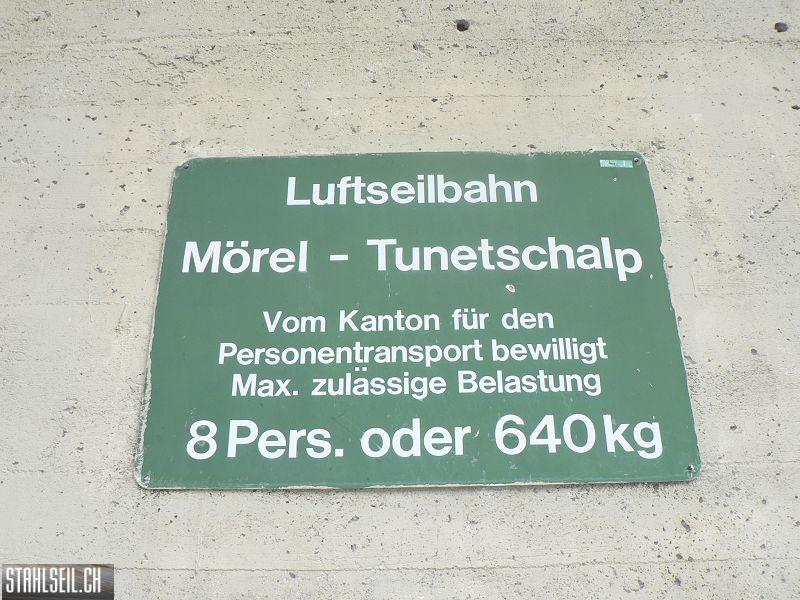 Luftseilbahn
Mörel - Tunetschalp
Vom Kanton für den
Personentransport bewilligt
Max. zulässige Belastung
8 Pers. oder 640 kg
STAHLSEIL.CH